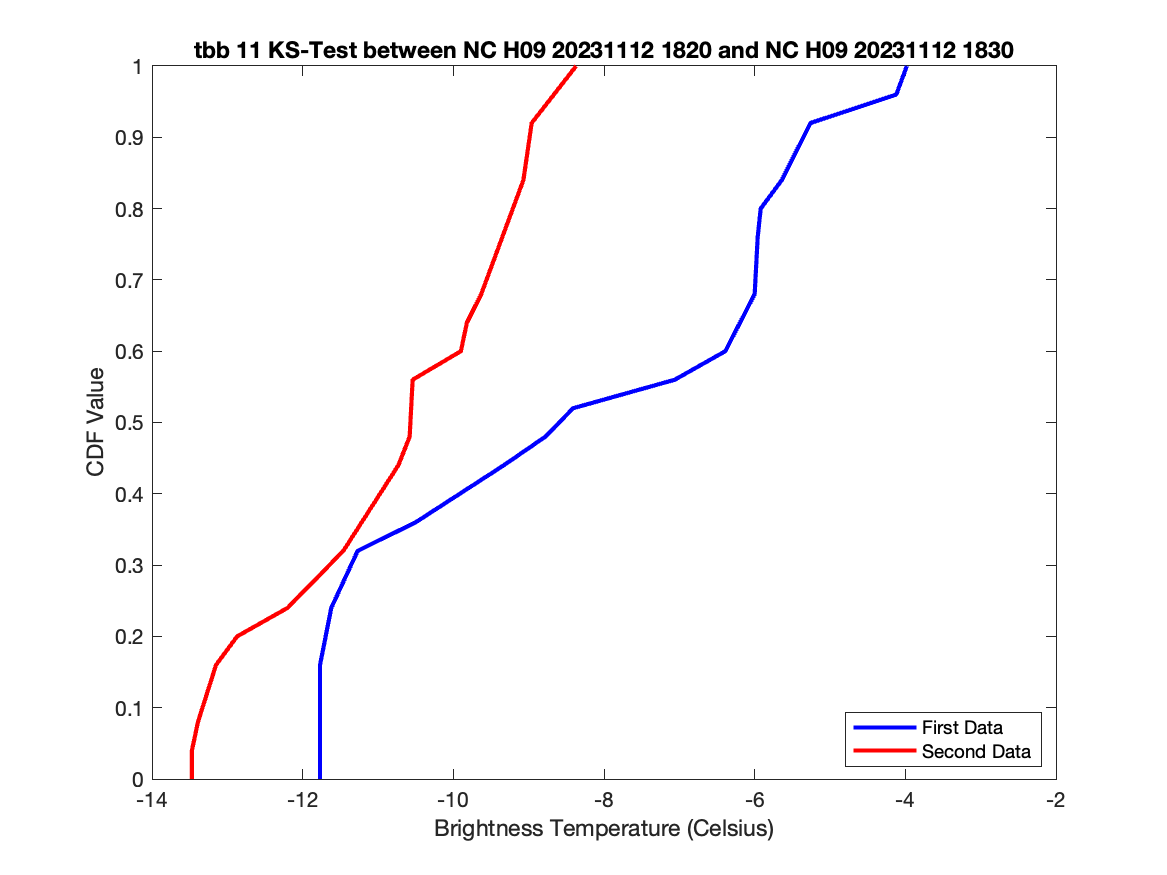 tbb 11 KS-Test between NC H09 20231112 1820 and NC H09 20231112 1830
1
0.9
0.8
0.7
0.6
0.5
0.4
0.3
0.2
0.1
0
CDF Value
First Data
Second Data
-14 -12 -10 -8 -6 -4 -2
Brightness Temperature (Celsius)